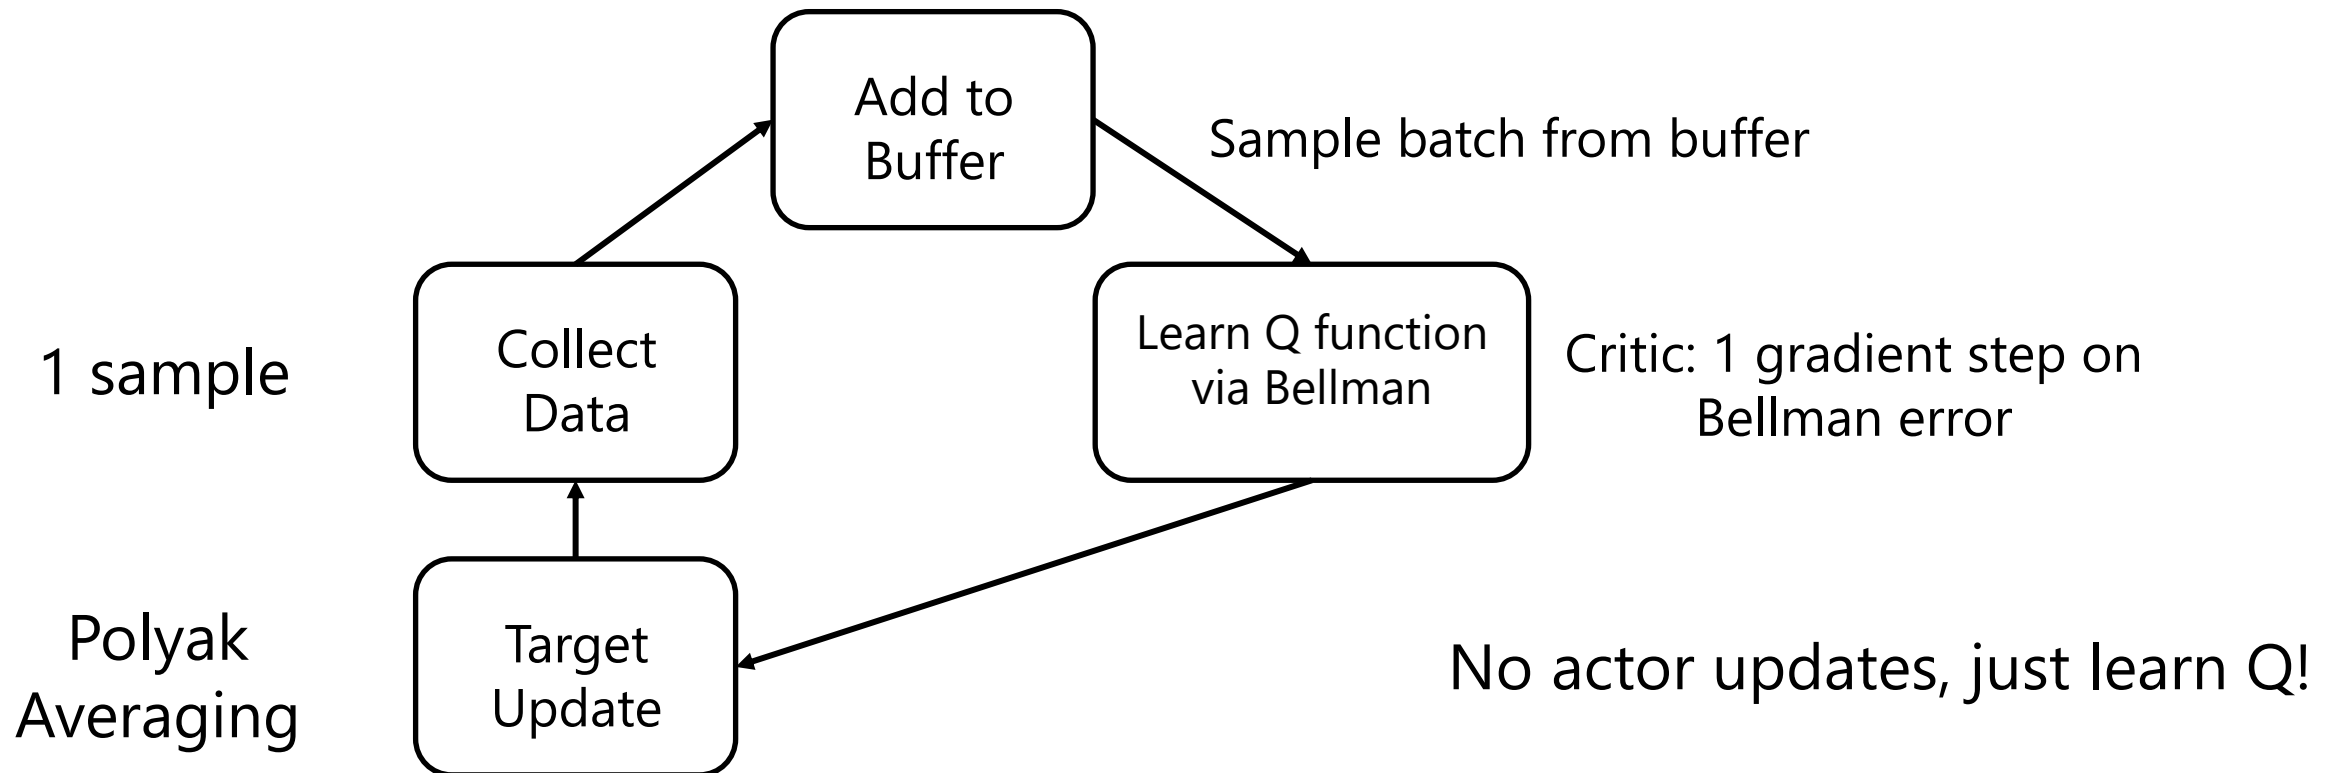 Add to
Buffer
Sample batch from buffer
1 sample
Collect
Data
Learn Q function
via Bellman
Critic: 1 gradient step on
Bellman error
Polyak
Averaging
Target
Update
No actor updates, just learn Q!